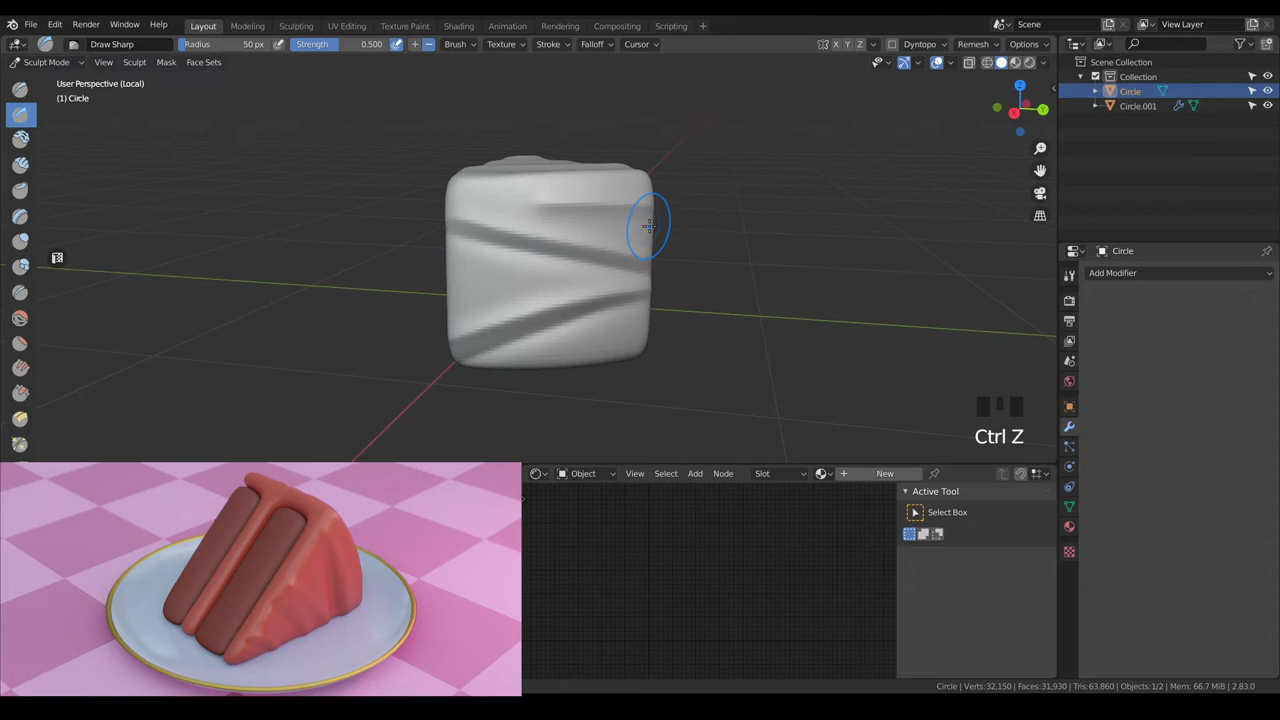 File Edit Render Window Help Layout Modeling Sculpting UV Editing Texture Paint Shading Animation Rendering Compositing Scripting + Scene View Layer
Draw Sharp Radius 50 px Strength 0.500 Brush Texture Stroke Falloff Cursor X Y Z Dyntopo Remesh Options
Sculpt Mode View Sculpt Mask Face Sets
Scene Collection
Collection
Circle
Circle.001
User Perspective (Local)
(1) Circle
Z
Y
X
Circle
Add Modifier
Ctrl Z
Object View Select Add Node Slot New
Active Tool
Select Box
Circle | Verts:32,150 | Faces:31,930 | Tris:63,860 | Objects:1/2 | Mem: 66.7 MiB | 2.83.0